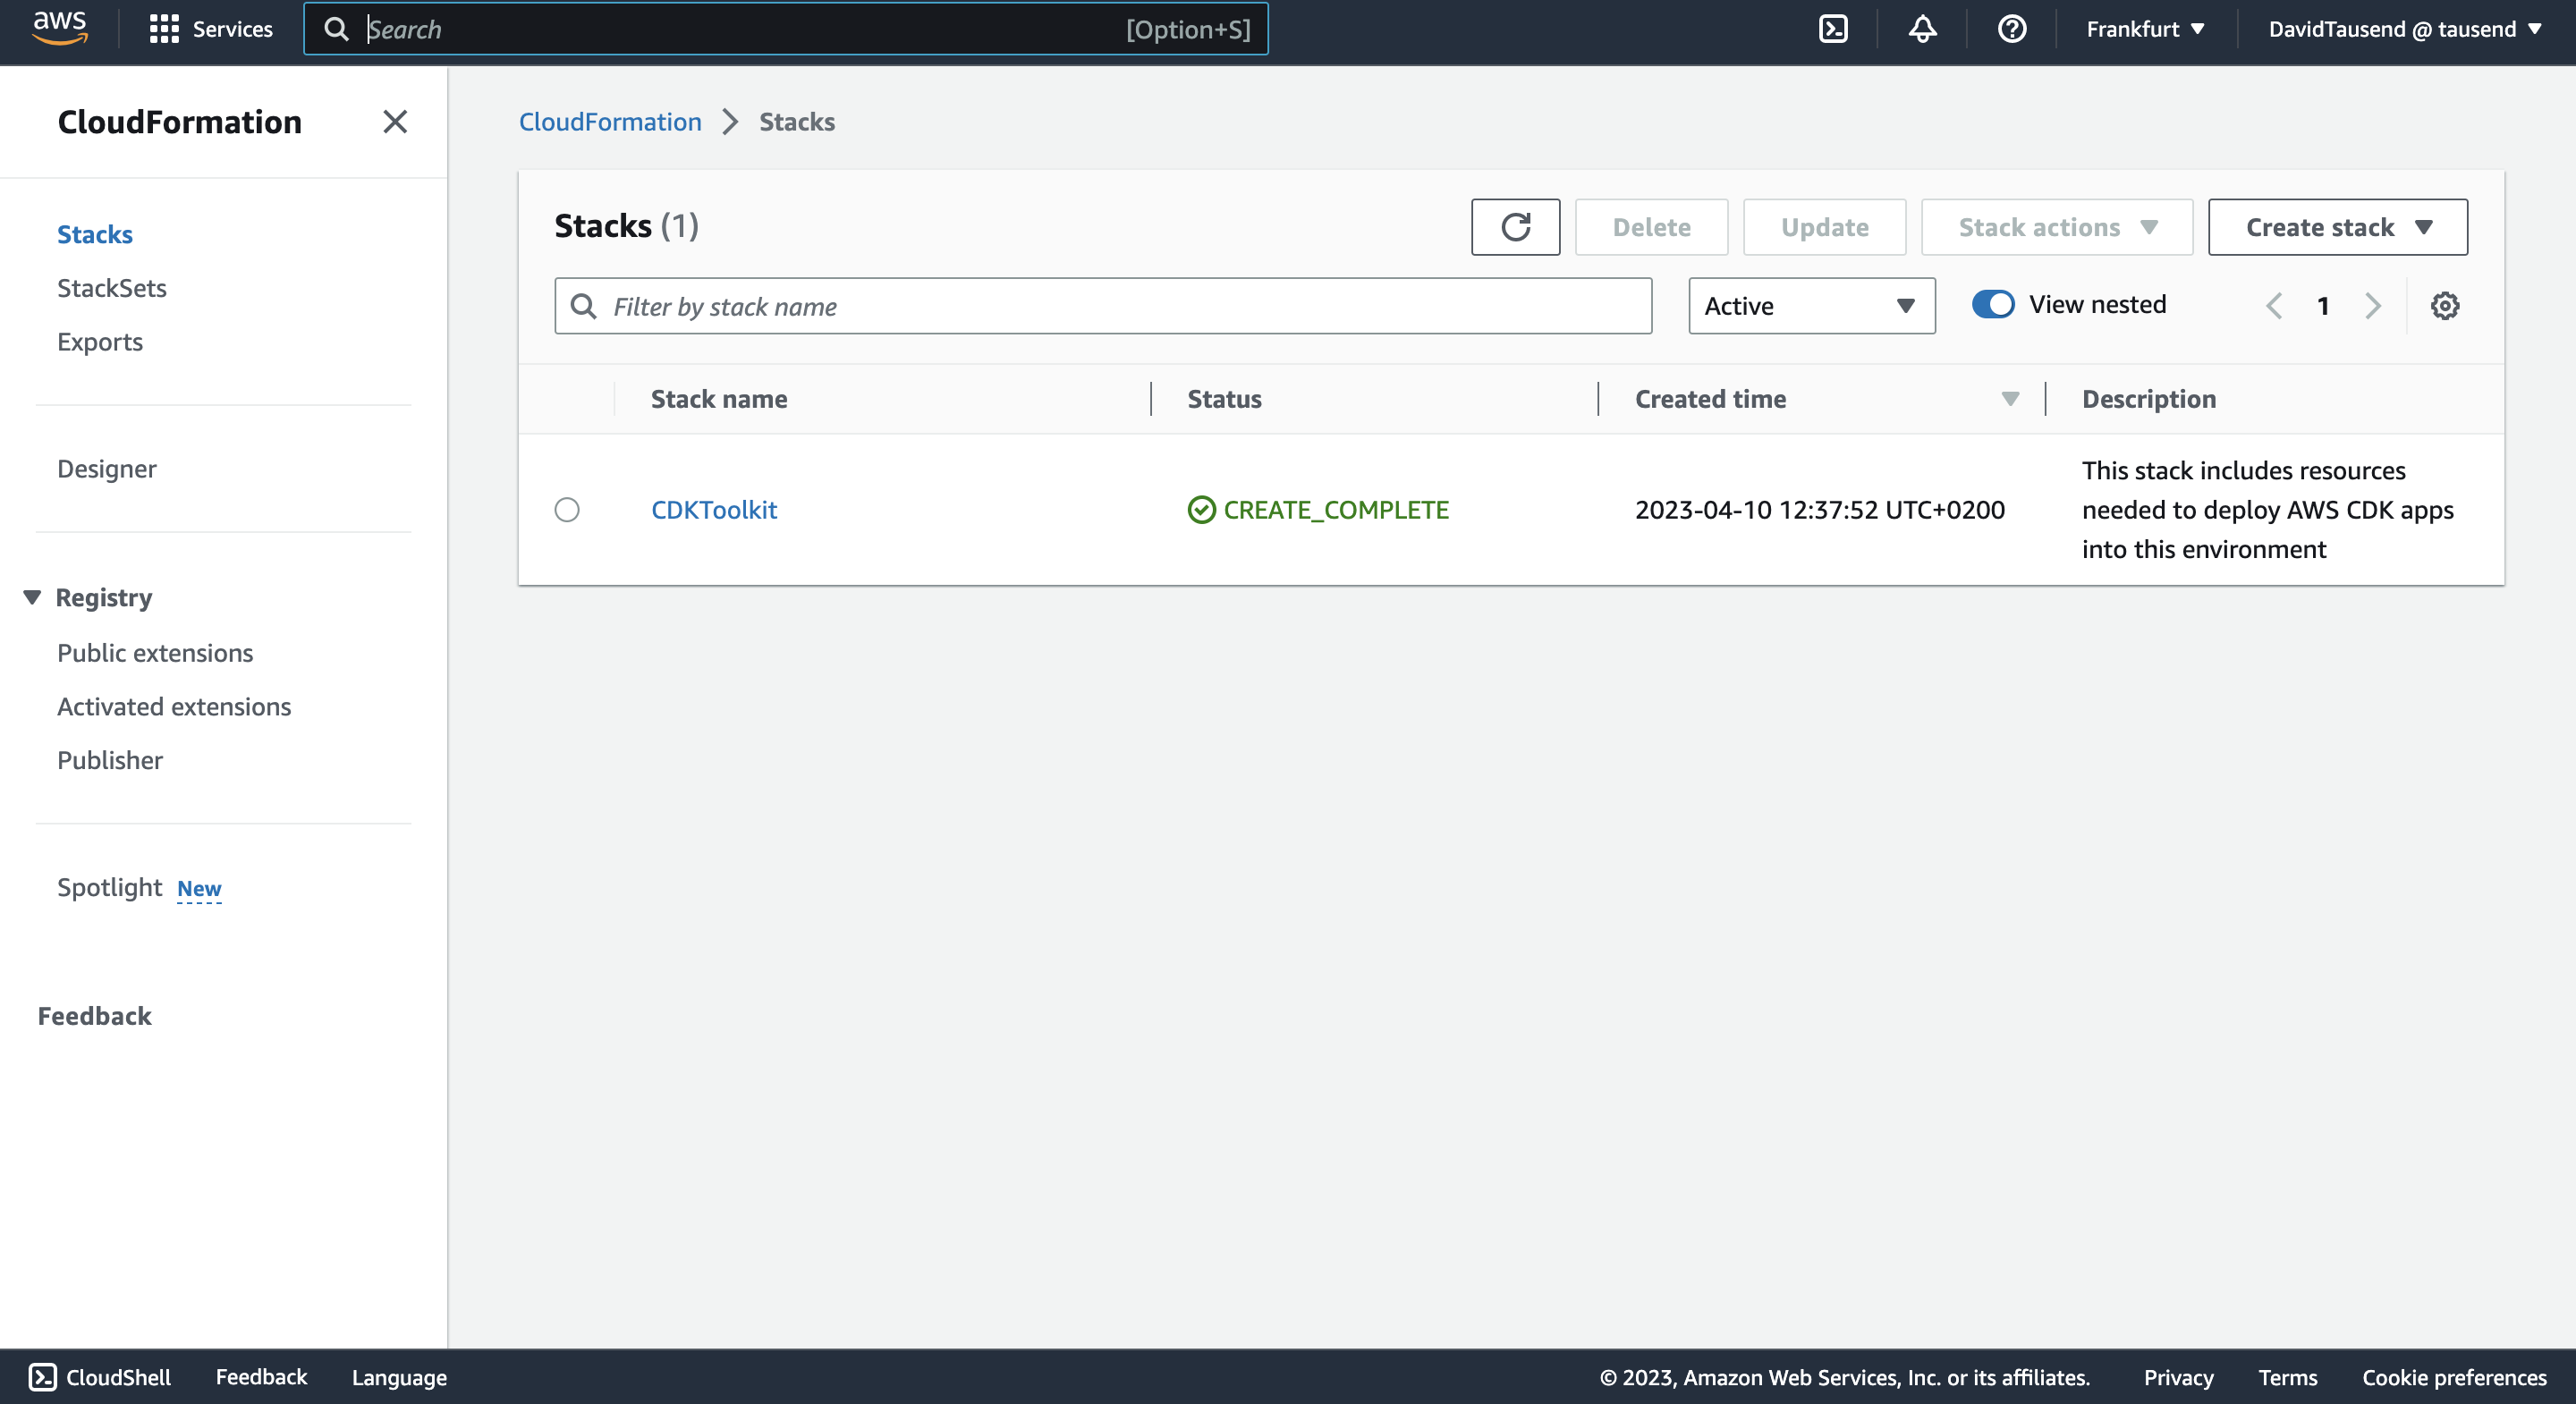 aws
Services
Search
[Option+S]
Frankfurt
DavidTausend @ tausend
CloudFormation
Stacks
StackSets
Exports
Designer
Registry
Public extensions
Activated extensions
Publisher
Spotlight New
Feedback
CloudFormation Stacks
Stacks (1)
Delete
Update
Stack actions
Create stack
Filter by stack name
Active
View nested
1
Stack name Status Created time Description
CDKToolkit CREATE_COMPLETE 2023-04-10 12:37:52 UTC+0200
This stack includes resources
needed to deploy AWS CDK apps
into this environment
CloudShell Feedback Language
© 2023, Amazon Web Services, Inc. or its affiliates. Privacy Terms Cookie preferences